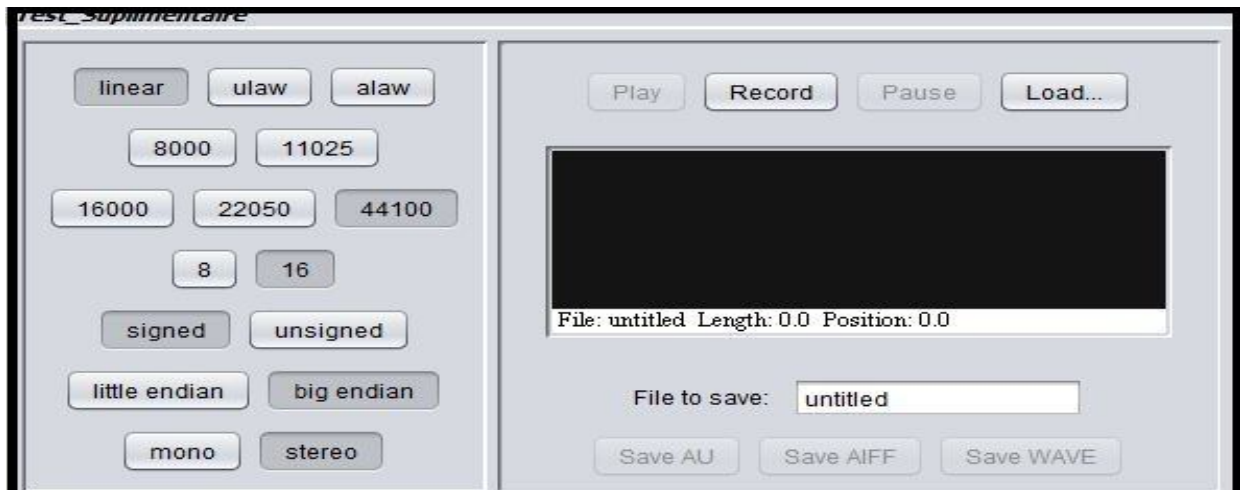 Test_Suplimentaire
linear ulaw alaw
8000 11025
16000 22050 44100
8 16
signed unsigned
little endian big endian
mono stereo
Play Record Pause Load...
File: untitled Length: 0.0 Position: 0.0
File to save: untitled
Save AU Save AIFF Save WAVE